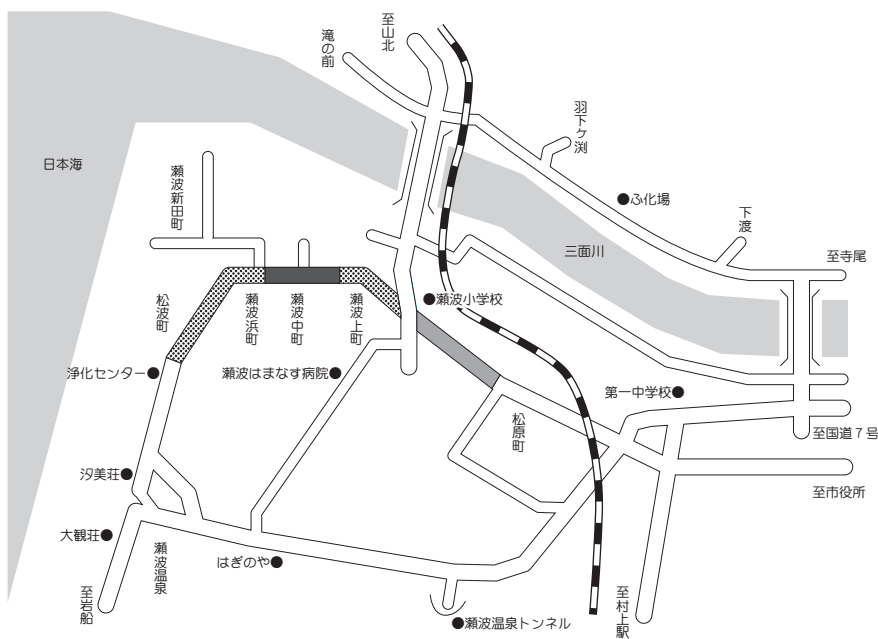 至山北
滝の前
羽下ヶ渕
日本海
瀬波新田町
●ふ化場
下渡
三面川
至寺尾
松波町
瀬波浜町
瀬波中町
瀬波上町
●瀬波小学校
浄化センター●
瀬波はまなす病院●
第一中学校●
松原町
至国道７号
汐美荘●
至市役所
大観荘●
瀬波温泉
はぎのや●
至岩船
至村上駅
●瀬波温泉トンネル